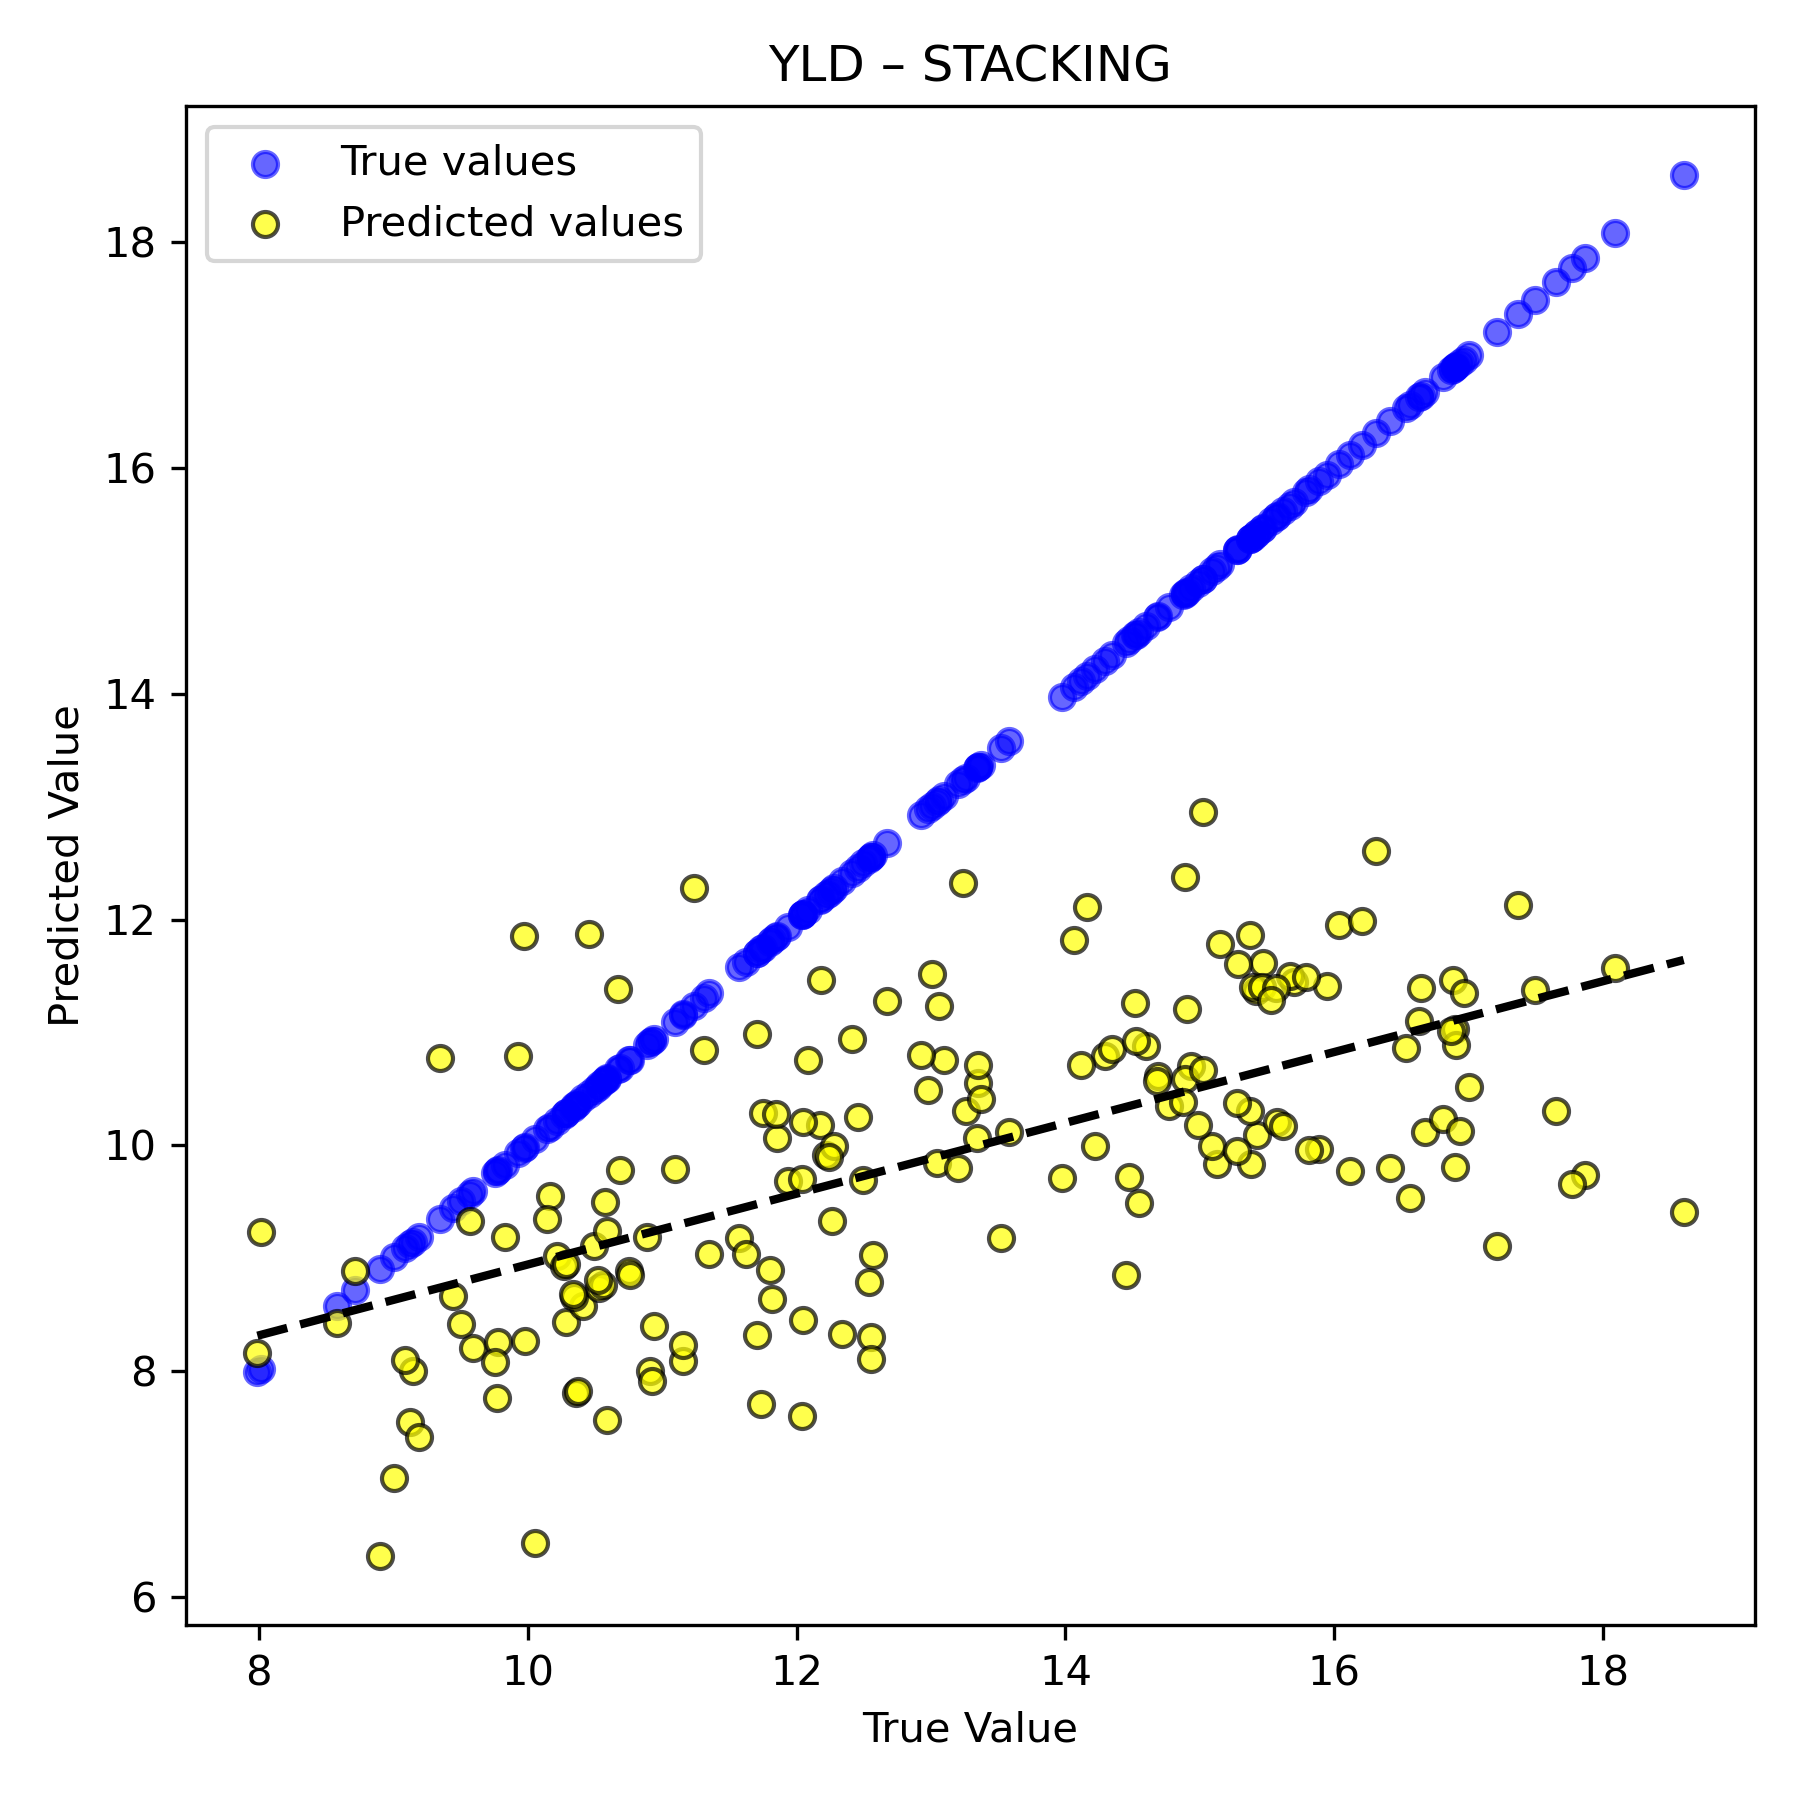 YLD – STACKING
True values
Predicted values
Predicted Value
18
16
14
12
10
8
6
8 10 12 14 16 18
True Value